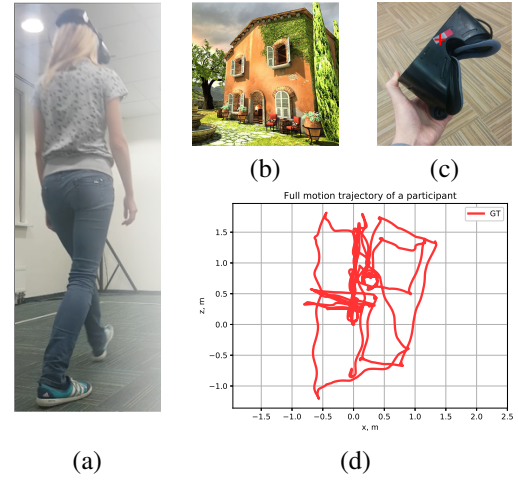 (a)
(b)
(c)
Full motion trajectory of a participant
GT
z, m
1.5
1.0
0.5
0.0
−0.5
−1.0
−1.5 −1.0 −0.5 0.0 0.5 1.0 1.5 2.0 2.5
x, m
(d)